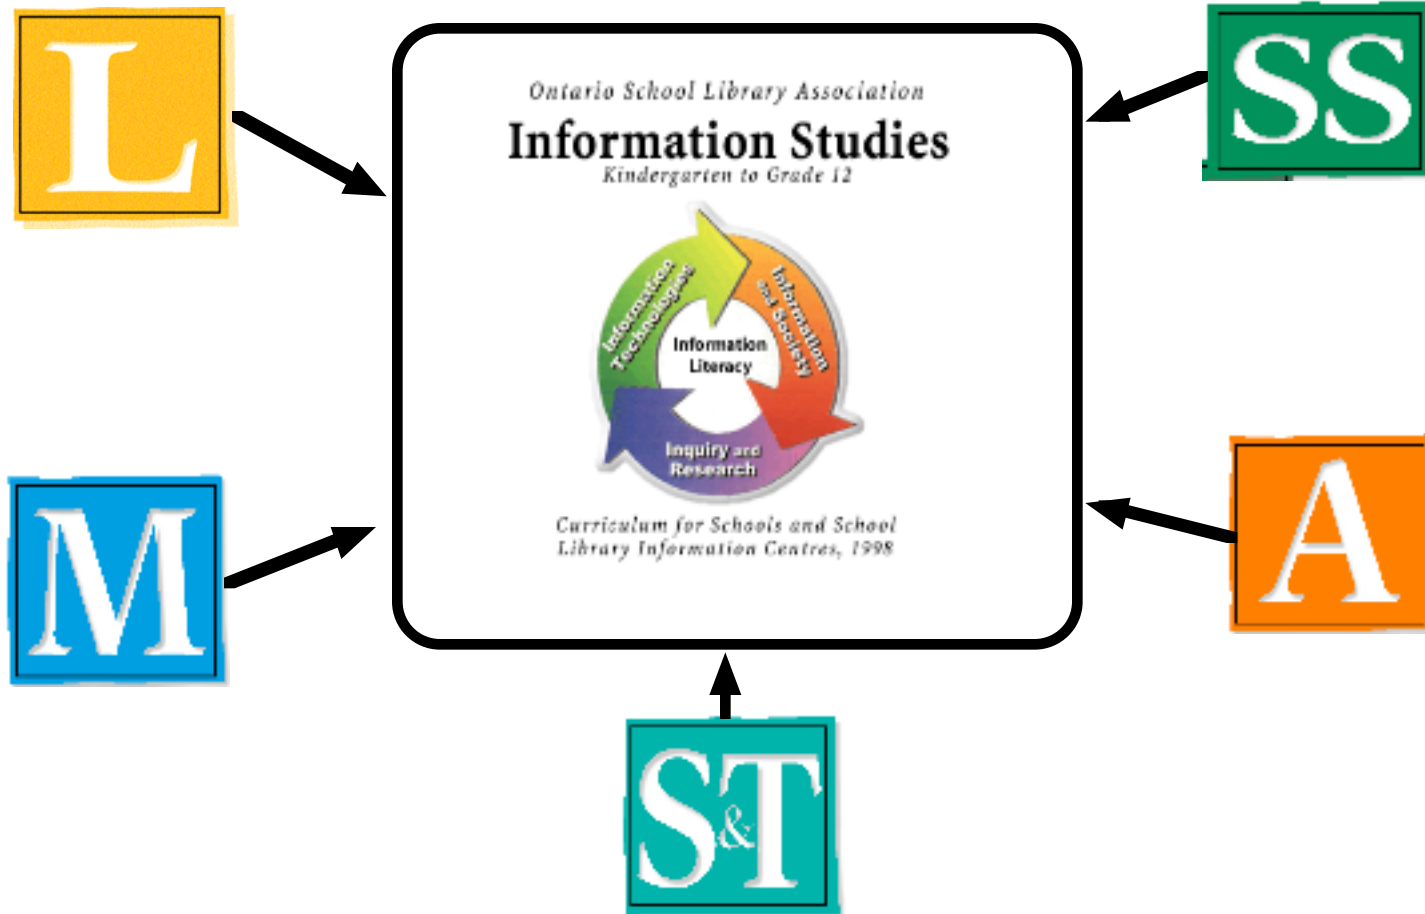 L
SS
Ontario School Library Association
Information Studies
Kindergarten to Grade 12
Information
Technologies
Information
and Society
Information
Literacy
Inquiry and
Research
Curriculum for Schools and School
Library Information Centres, 1998
M
A
S&T